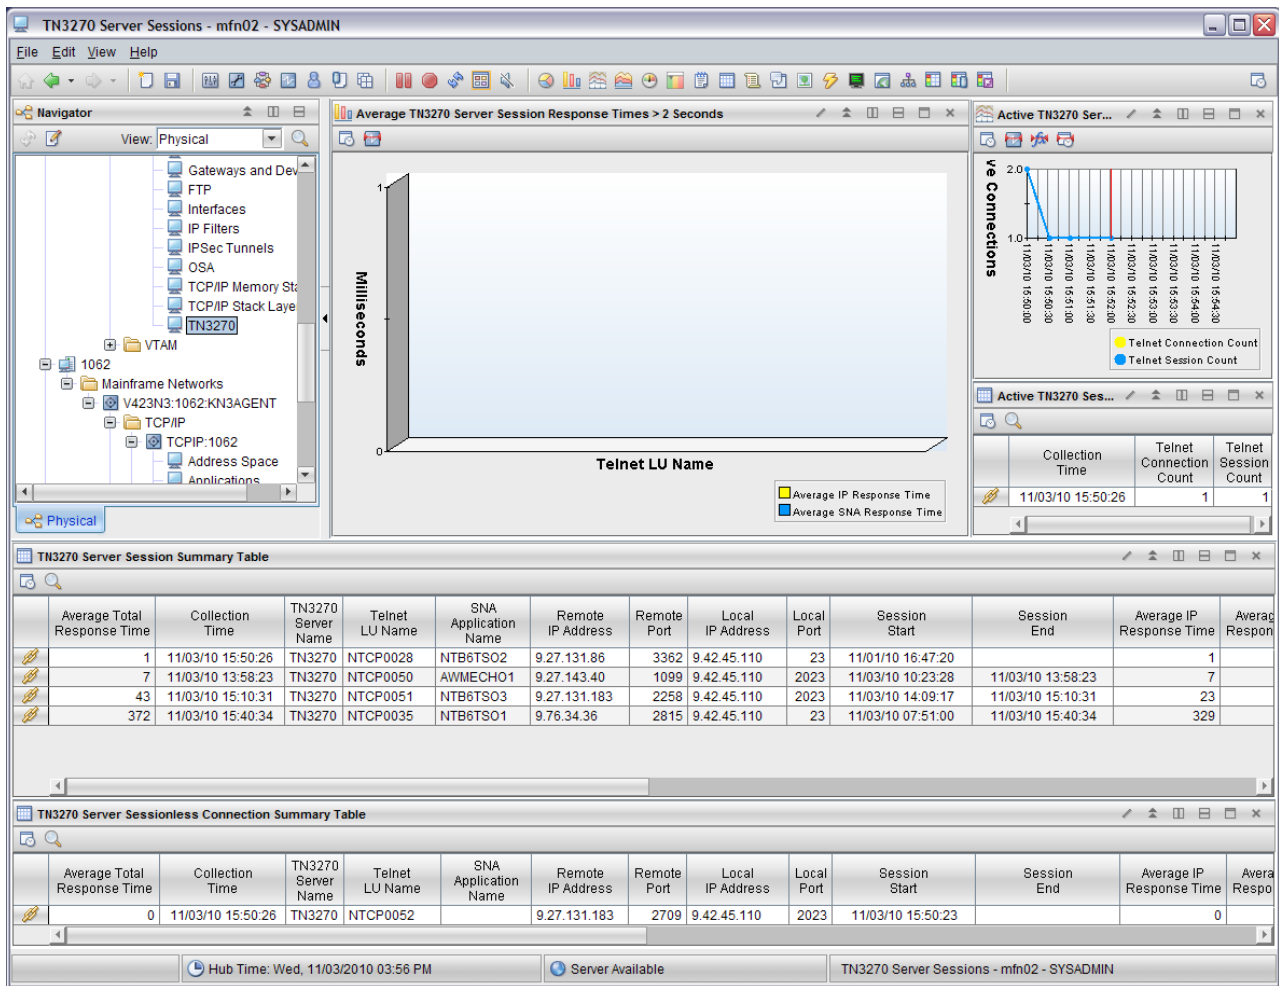 TN3270 Server Sessions - mfn02 - SYSADMIN
File Edit View Help
Navigator
View: Physical
Gateways and Dev
FTP
Interfaces
IP Filters
IPSec Tunnels
OSA
TCP/IP Memory Sta
TCP/IP Stack Laye
TN3270
VTAM
1062
Mainframe Networks
V423N3:1062:KN3AGENT
TCP/IP
TCPIP:1062
Address Space
Applications
Physical
Average TN3270 Server Session Response Times > 2 Seconds
1
Milliseconds
0
Telnet LU Name
Average IP Response Time
Average SNA Response Time
Active TN3270 Ser...
ve Connections
2.0
1.0
11/03/10 15:50:00
11/03/10 15:50:30
11/03/10 15:51:00
11/03/10 15:51:30
11/03/10 15:52:00
11/03/10 15:52:30
11/03/10 15:53:00
11/03/10 15:53:30
11/03/10 15:54:00
11/03/10 15:54:30
Telnet Connection Count
Telnet Session Count
Active TN3270 Ses...
Collection Time Telnet Connection Count Telnet Session Count
11/03/10 15:50:26 1 1
TN3270 Server Session Summary Table
Average Total Response Time Collection Time TN3270 Server Name Telnet LU Name SNA Application Name Remote IP Address Remote Port Local IP Address Local Port Session Start Session End Average IP Response Time Averag Respon
1 11/03/10 15:50:26 TN3270 NTCP0028 NTB6TSO2 9.27.131.86 3362 9.42.45.110 23 11/01/10 16:47:20 1
7 11/03/10 13:58:23 TN3270 NTCP0050 AWMECHO1 9.27.143.40 1099 9.42.45.110 2023 11/03/10 10:23:28 11/03/10 13:58:23 7
43 11/03/10 15:10:31 TN3270 NTCP0051 NTB6TSO3 9.27.131.183 2258 9.42.45.110 2023 11/03/10 14:09:17 11/03/10 15:10:31 23
372 11/03/10 15:40:34 TN3270 NTCP0035 NTB6TSO1 9.76.34.36 2815 9.42.45.110 23 11/03/10 07:51:00 11/03/10 15:40:34 329
TN3270 Server Sessionless Connection Summary Table
Average Total Response Time Collection Time TN3270 Server Name Telnet LU Name SNA Application Name Remote IP Address Remote Port Local IP Address Local Port Session Start Session End Average IP Response Time Avera Respo
0 11/03/10 15:50:26 TN3270 NTCP0052 9.27.131.183 2709 9.42.45.110 2023 11/03/10 15:50:23 0
Hub Time: Wed, 11/03/2010 03:56 PM
Server Available
TN3270 Server Sessions - mfn02 - SYSADMIN